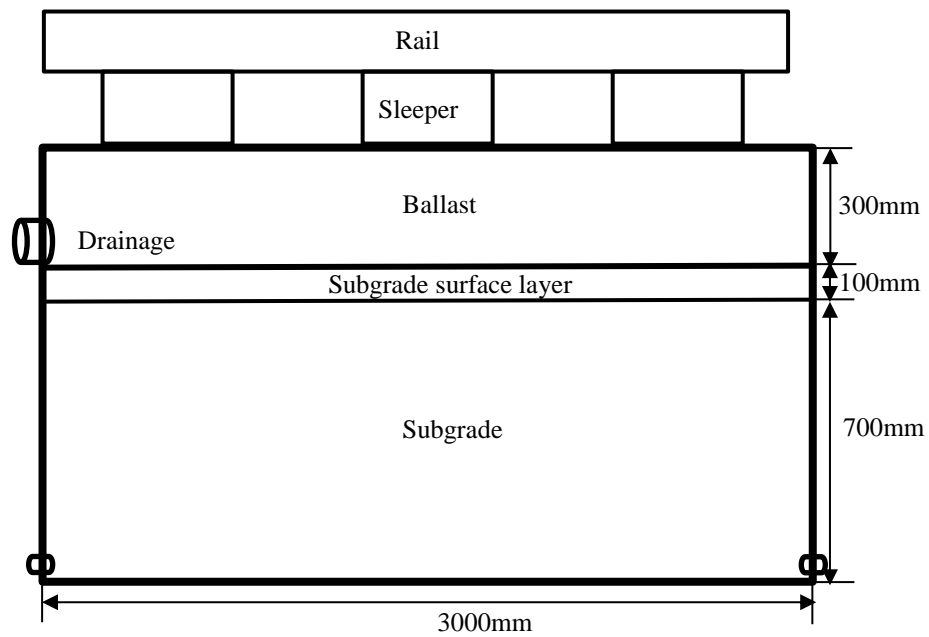 Rail
Sleeper
Ballast
300mm
Drainage
Subgrade surface layer
100mm
Subgrade
700mm
3000mm